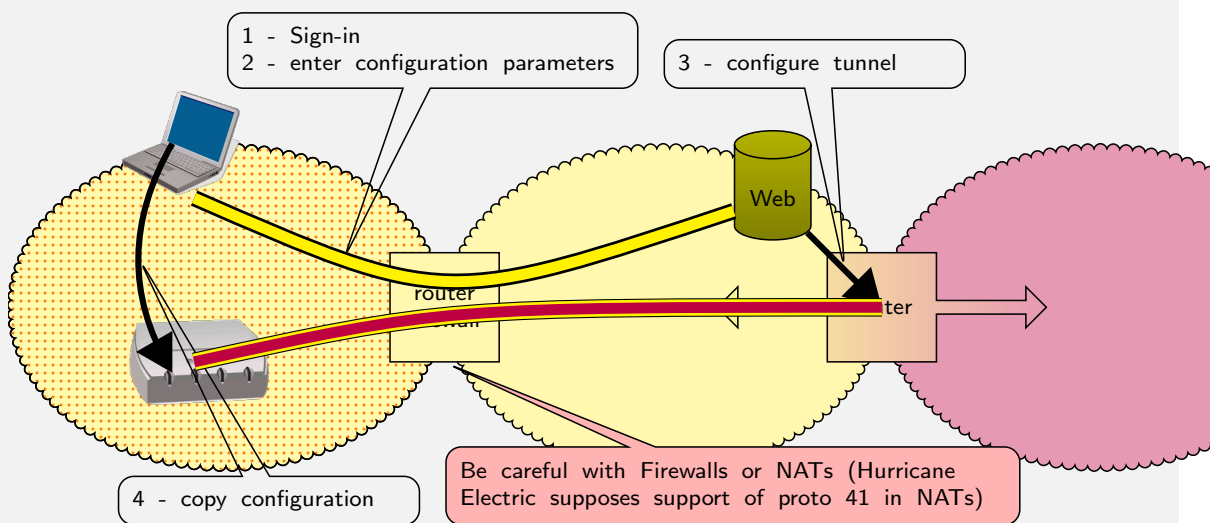 1 - Sign-in
2 - enter configuration parameters
3 - configure tunnel
Web
router
4 - copy configuration
Be careful with Firewalls or NATs (Hurricane
Electric supposes support of proto 41 in NATs)